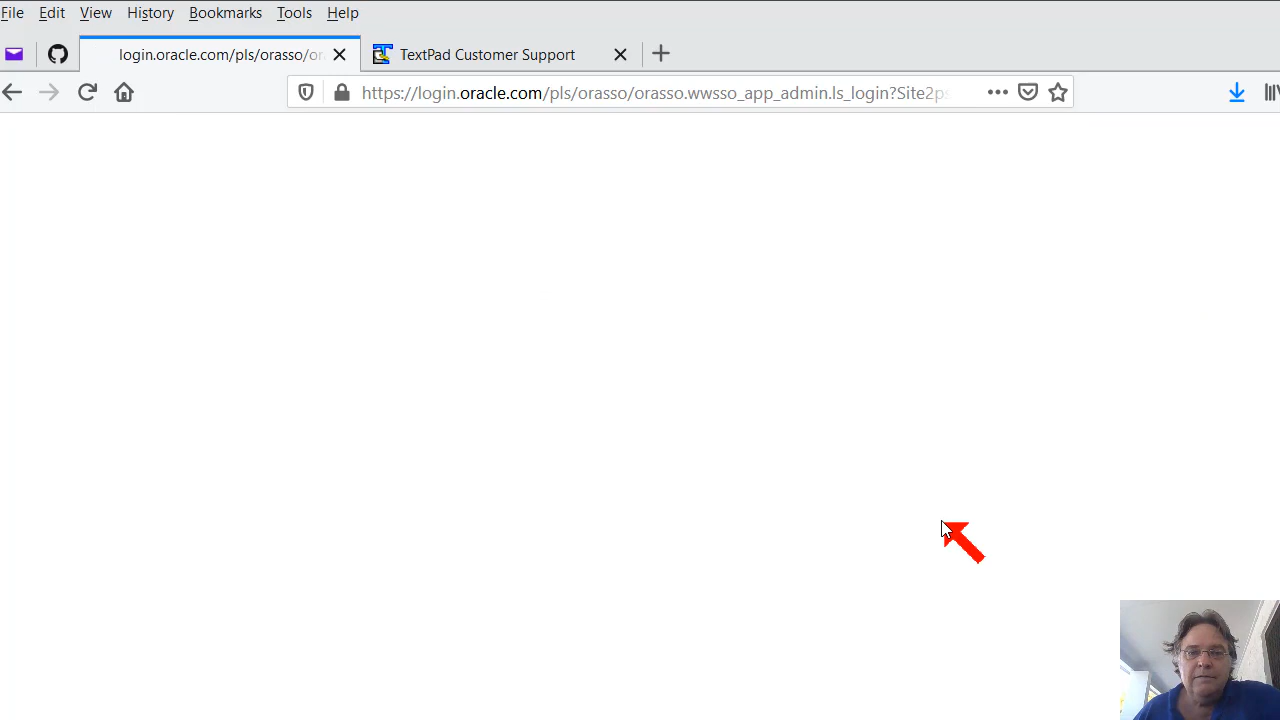 File Edit View History Bookmarks Tools Help
login.oracle.com/pls/orasso/or
TextPad Customer Support
https://login.oracle.com/pls/orasso/orasso.wwsso_app_admin.ls_login?Site2ps